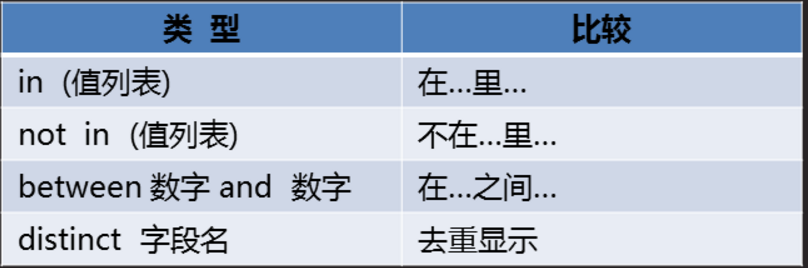 类 型 比较
in (值列表) 在...里...
not in (值列表) 不在...里...
between 数字 and 数字 在...之间...
distinct 字段名 去重显示